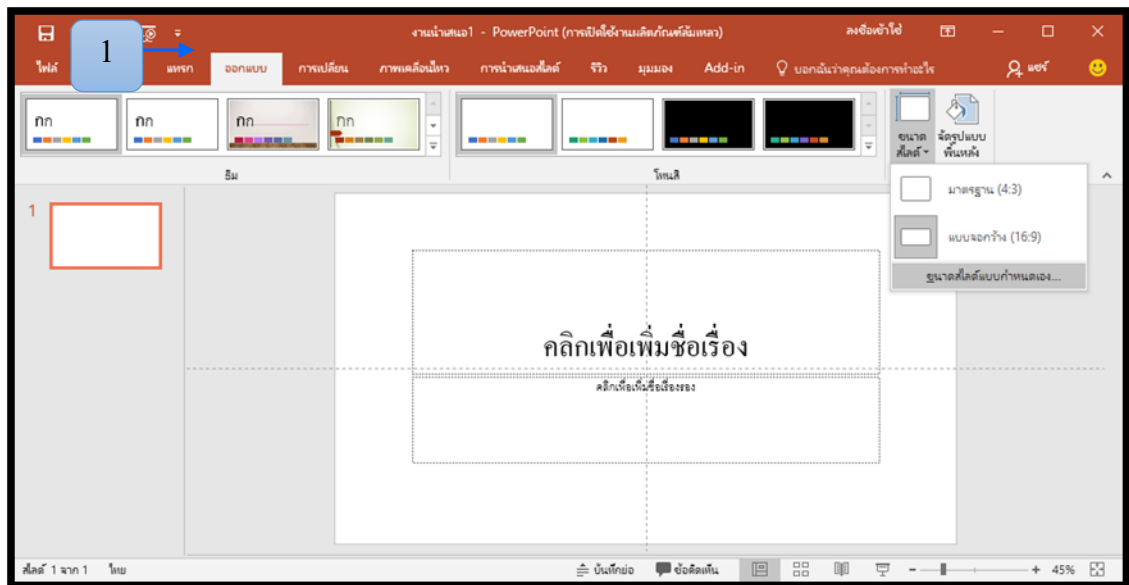 1
งานนำเสนอ1 - PowerPoint (การเปิดใช้งานผลิตภัณฑ์ล้มเหลว)
ลงชื่อเข้าใช้
ไฟล์
แทรก
ออกแบบ
การเปลี่ยน
ภาพเคลื่อนไหว
การนำเสนอสไลด์
รีวิว
มุมมอง
Add-in
บอกฉันว่าคุณต้องการทำอะไร
แชร์
กก
กก
กก
กก
ขนาด
สไลด์
จัดรูปแบบ
พื้นหลัง
ธีม
โทนสี
มาตรฐาน (4:3)
แบบจอกว้าง (16:9)
ขนาดสไลด์แบบกำหนดเอง...
1
คลิกเพื่อเพิ่มชื่อเรื่อง
คลิกเพื่อเพิ่มชื่อเรื่องรอง
สไลด์ 1 จาก 1
ไทย
บันทึกย่อ
ข้อคิดเห็น
45%